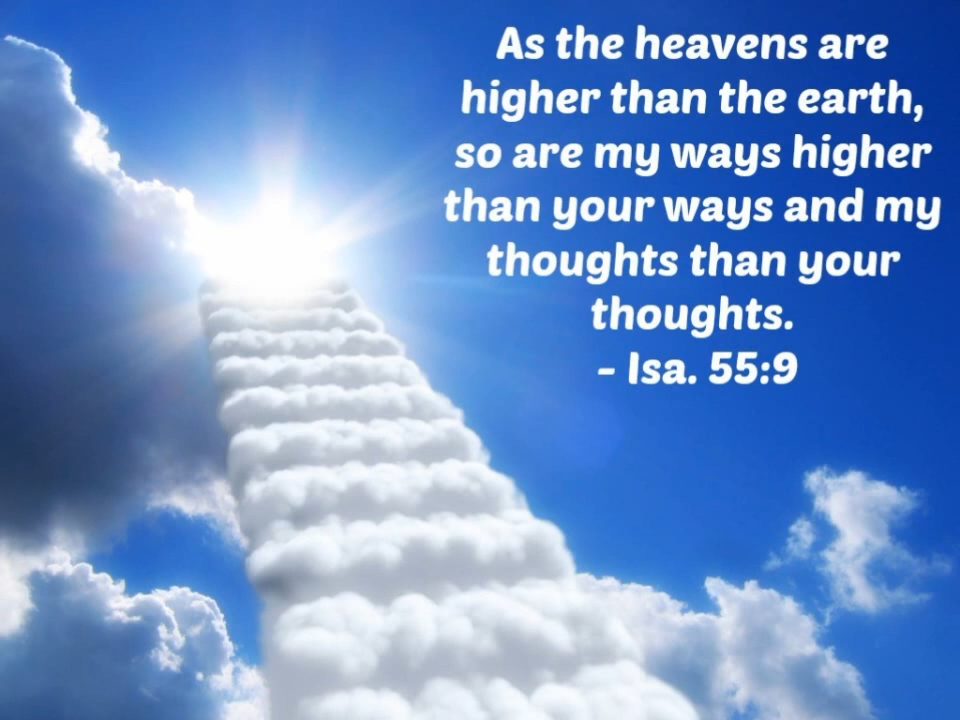 As the heavens are
higher than the earth,
so are my ways higher
than your ways and my
thoughts than your
thoughts.
- Isa. 55:9